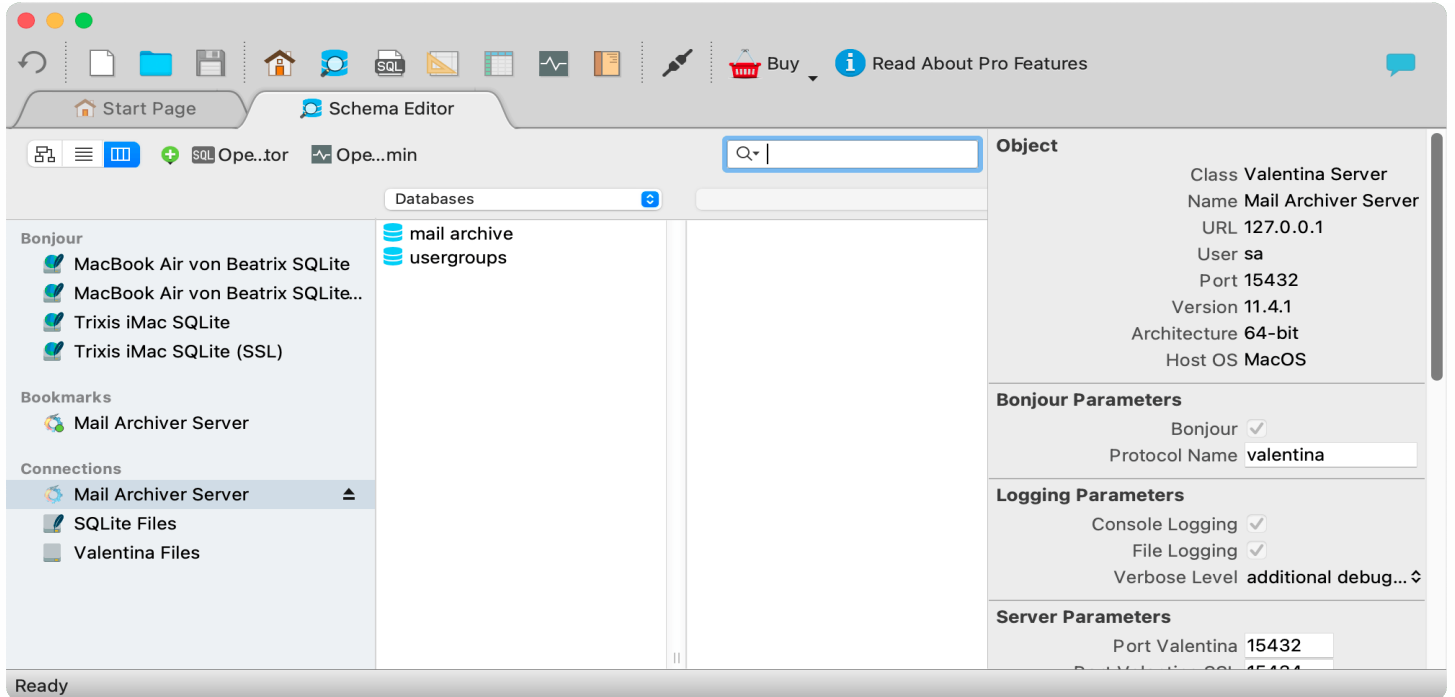 SQL
Buy
Read About Pro Features
Start Page
Schema Editor
SQL Ope...tor
Ope...min
Databases
Bonjour
MacBook Air von Beatrix SQLite
MacBook Air von Beatrix SQLite...
Trixis iMac SQLite
Trixis iMac SQLite (SSL)
Bookmarks
Mail Archiver Server
Connections
Mail Archiver Server
SQLite Files
Valentina Files
mail archive
usergroups
Object
Class Valentina Server
Name Mail Archiver Server
URL 127.0.0.1
User sa
Port 15432
Version 11.4.1
Architecture 64-bit
Host OS MacOS
Bonjour Parameters
Bonjour
Protocol Name valentina
Logging Parameters
Console Logging
File Logging
Verbose Level additional debug...
Server Parameters
Port Valentina 15432
Ready